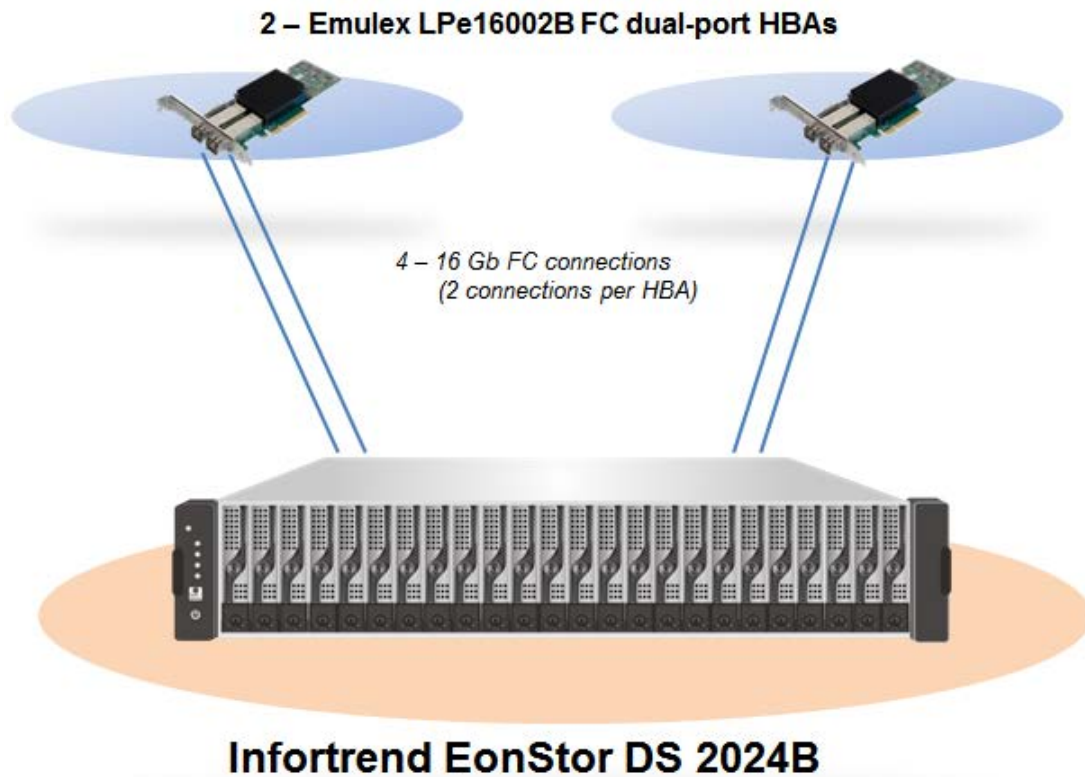 2 – Emulex LPe16002B FC dual-port HBAs
4 – 16 Gb FC connections
(2 connections per HBA)
Infortrend EonStor DS 2024B